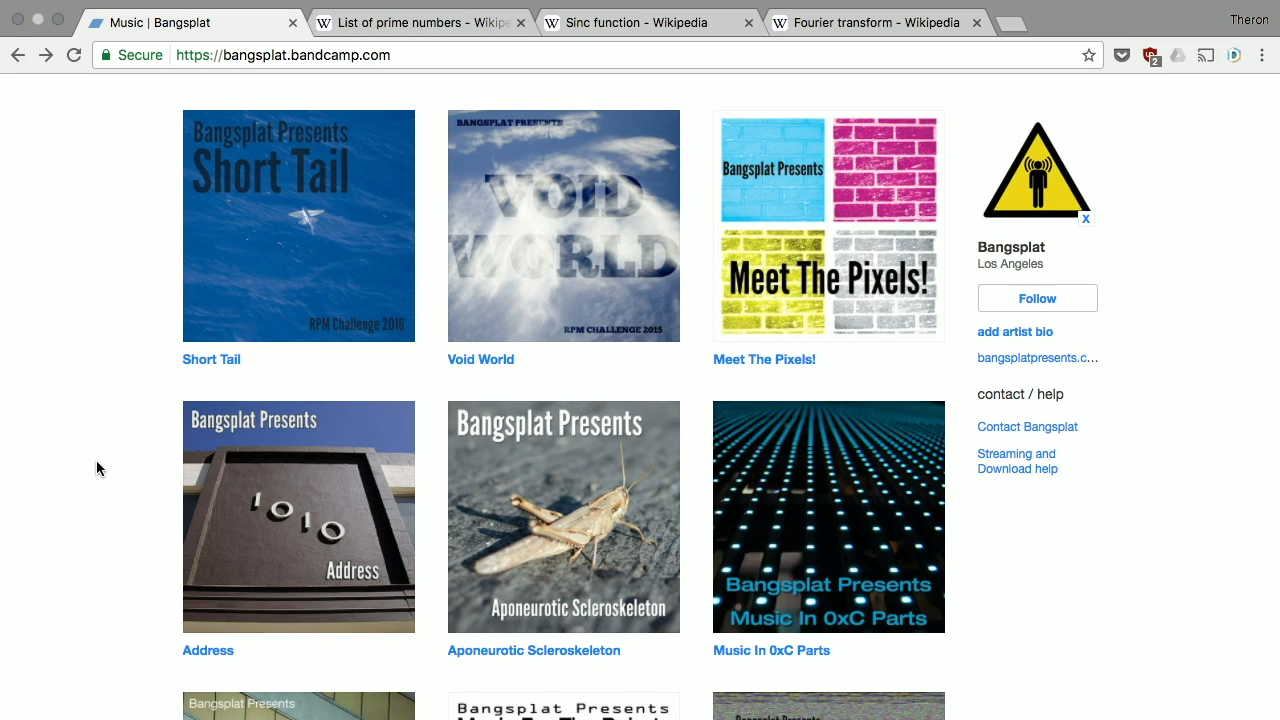 Music | Bangsplat
List of prime numbers - Wikipe
Sinc function - Wikipedia
Fourier transform - Wikipedia
Theron
Secure
https://bangsplat.bandcamp.com
2
Bangsplat Presents
Short Tail
RPM Challenge 2016
Short Tail
BANGSPLAT PRESENTS
VOID
WORLD
RPM CHALLENGE 2015
Void World
Bangsplat Presents
Meet The Pixels!
Meet The Pixels!
X
Bangsplat
Los Angeles
Follow
add artist bio
bangsplatpresents.c...
contact / help
Contact Bangsplat
Streaming and
Download help
Bangsplat Presents
1010
Address
Address
Bangsplat Presents
Aponeurotic Scleroskeleton
Aponeurotic Scleroskeleton
Bangsplat Presents
Music In 0xC Parts
Music In 0xC Parts
Bangsplat Presents
Bangsplat Presents
Bangsplat Presents